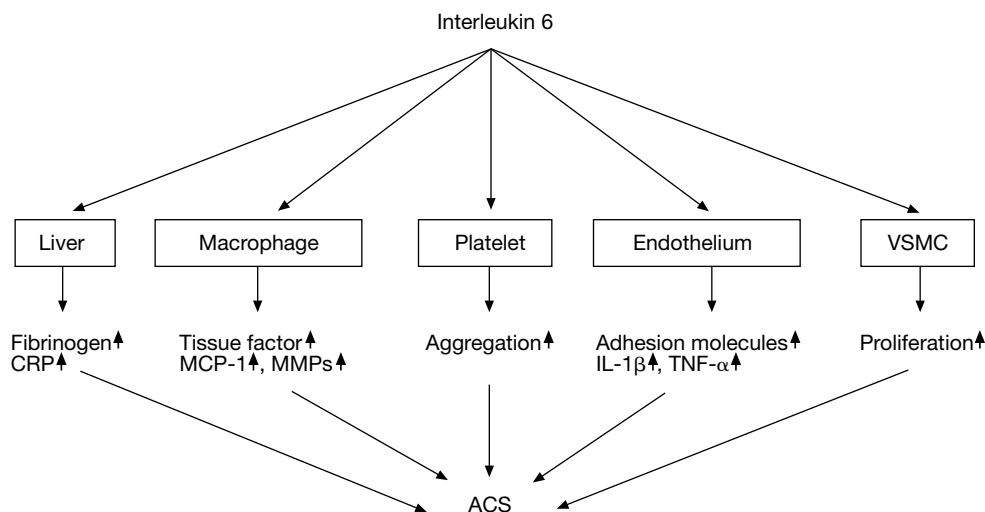 Interleukin 6
Liver
Macrophage
Platelet
Endothelium
VSMC
Fibrinogen↑
CRP↑
Tissue factor↑
MCP-1↑, MMPs↑
Aggregation↑
Adhesion molecules↑
IL-1β↑, TNF-α↑
Proliferation↑
ACS